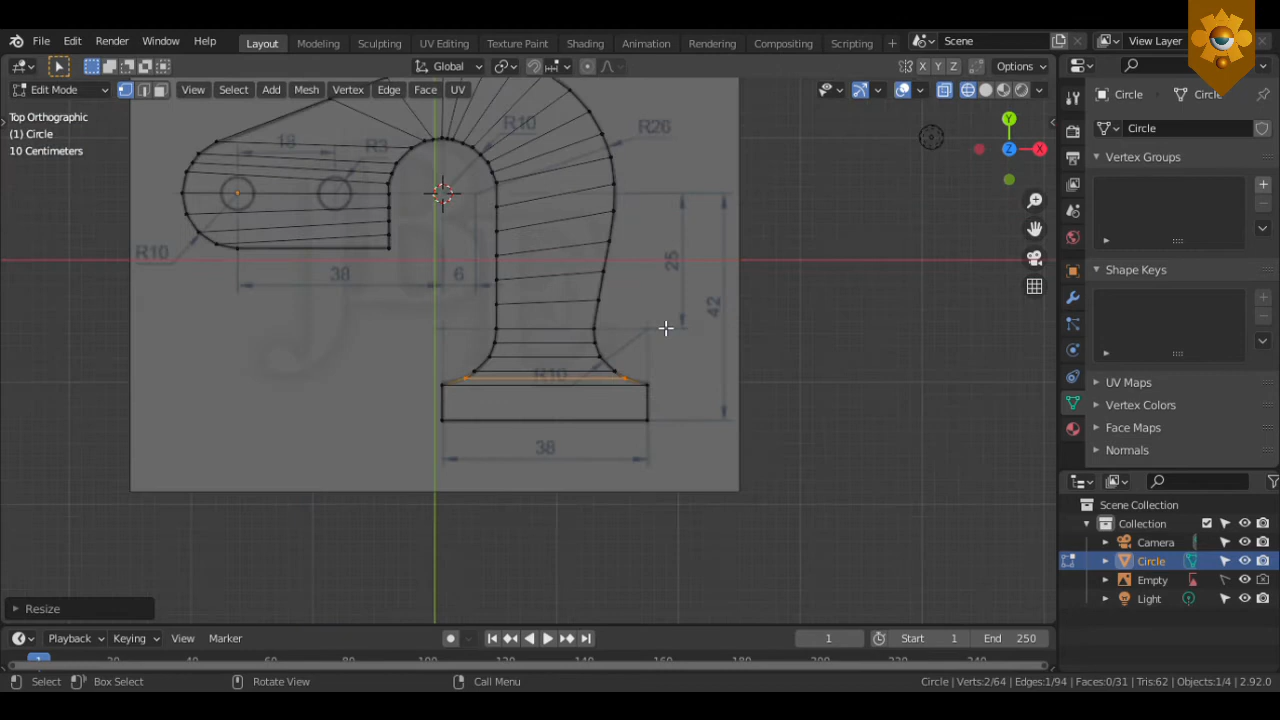 File Edit Render Window Help Layout Modeling Sculpting UV Editing Texture Paint Shading Animation Rendering Compositing Scripting + Scene View Layer
Global X Y Z Options
Edit Mode View Select Add Mesh Vertex Edge Face UV
Top Orthographic
(1) Circle
10 Centimeters
Circle Circle
Circle
Vertex Groups
Shape Keys
UV Maps
Vertex Colors
Face Maps
Normals
Y
Z X
R10 R26
18 R3
R10
38 6 25
42
R10
38
Scene Collection
Collection
Camera
Circle
Empty
Light
Resize
Playback Keying View Marker 1 Start 1 End 250
1 20 160
Select Box Select Rotate View Call Menu Circle | Verts:2/64 | Edges:1/94 | Faces:0/31 | Tris:62 | Objects:1/4 | 2.92.0